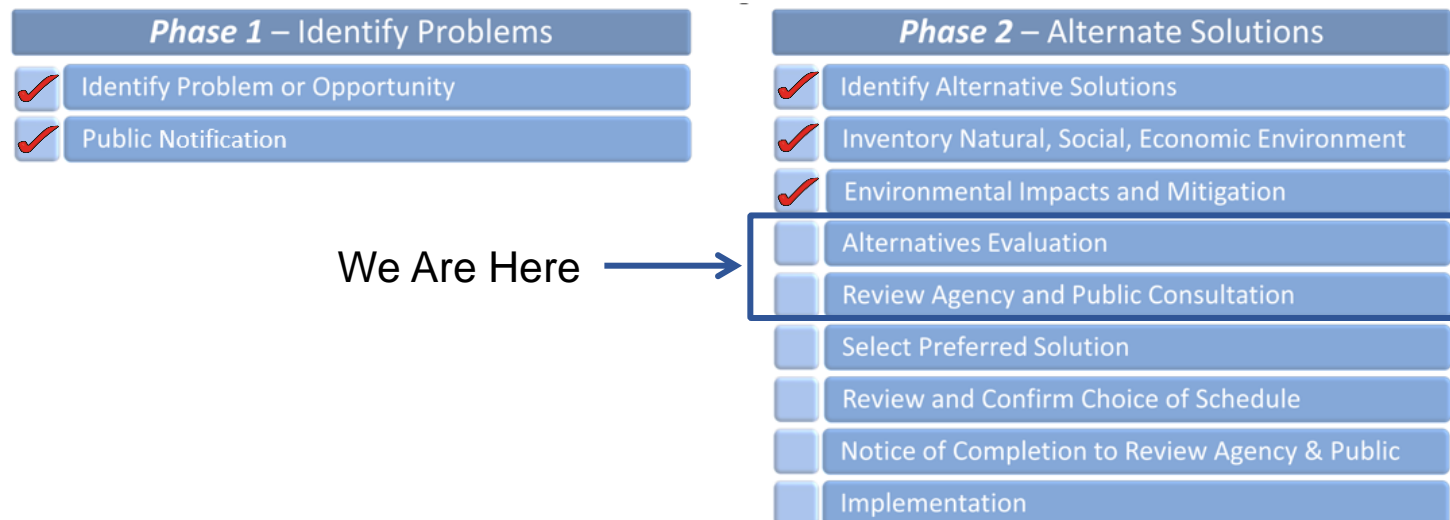 Phase 1 – Identify Problems
Identify Problem or Opportunity
Public Notification
We Are Here
Phase 2 – Alternate Solutions
Identify Alternative Solutions
Inventory Natural, Social, Economic Environment
Environmental Impacts and Mitigation
Alternatives Evaluation
Review Agency and Public Consultation
Select Preferred Solution
Review and Confirm Choice of Schedule
Notice of Completion to Review Agency & Public
Implementation